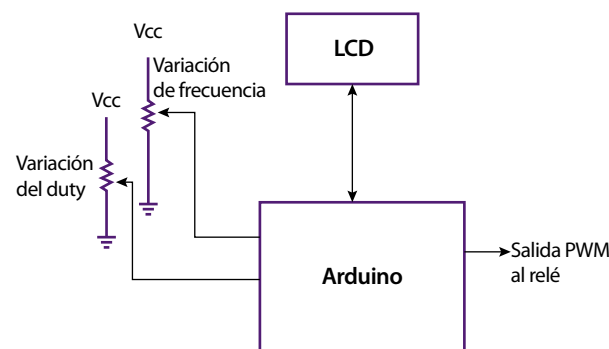 Vcc
Variación
de frecuencia
LCD
Vcc
Variación
del duty
Arduino
Salida PWM
al relé